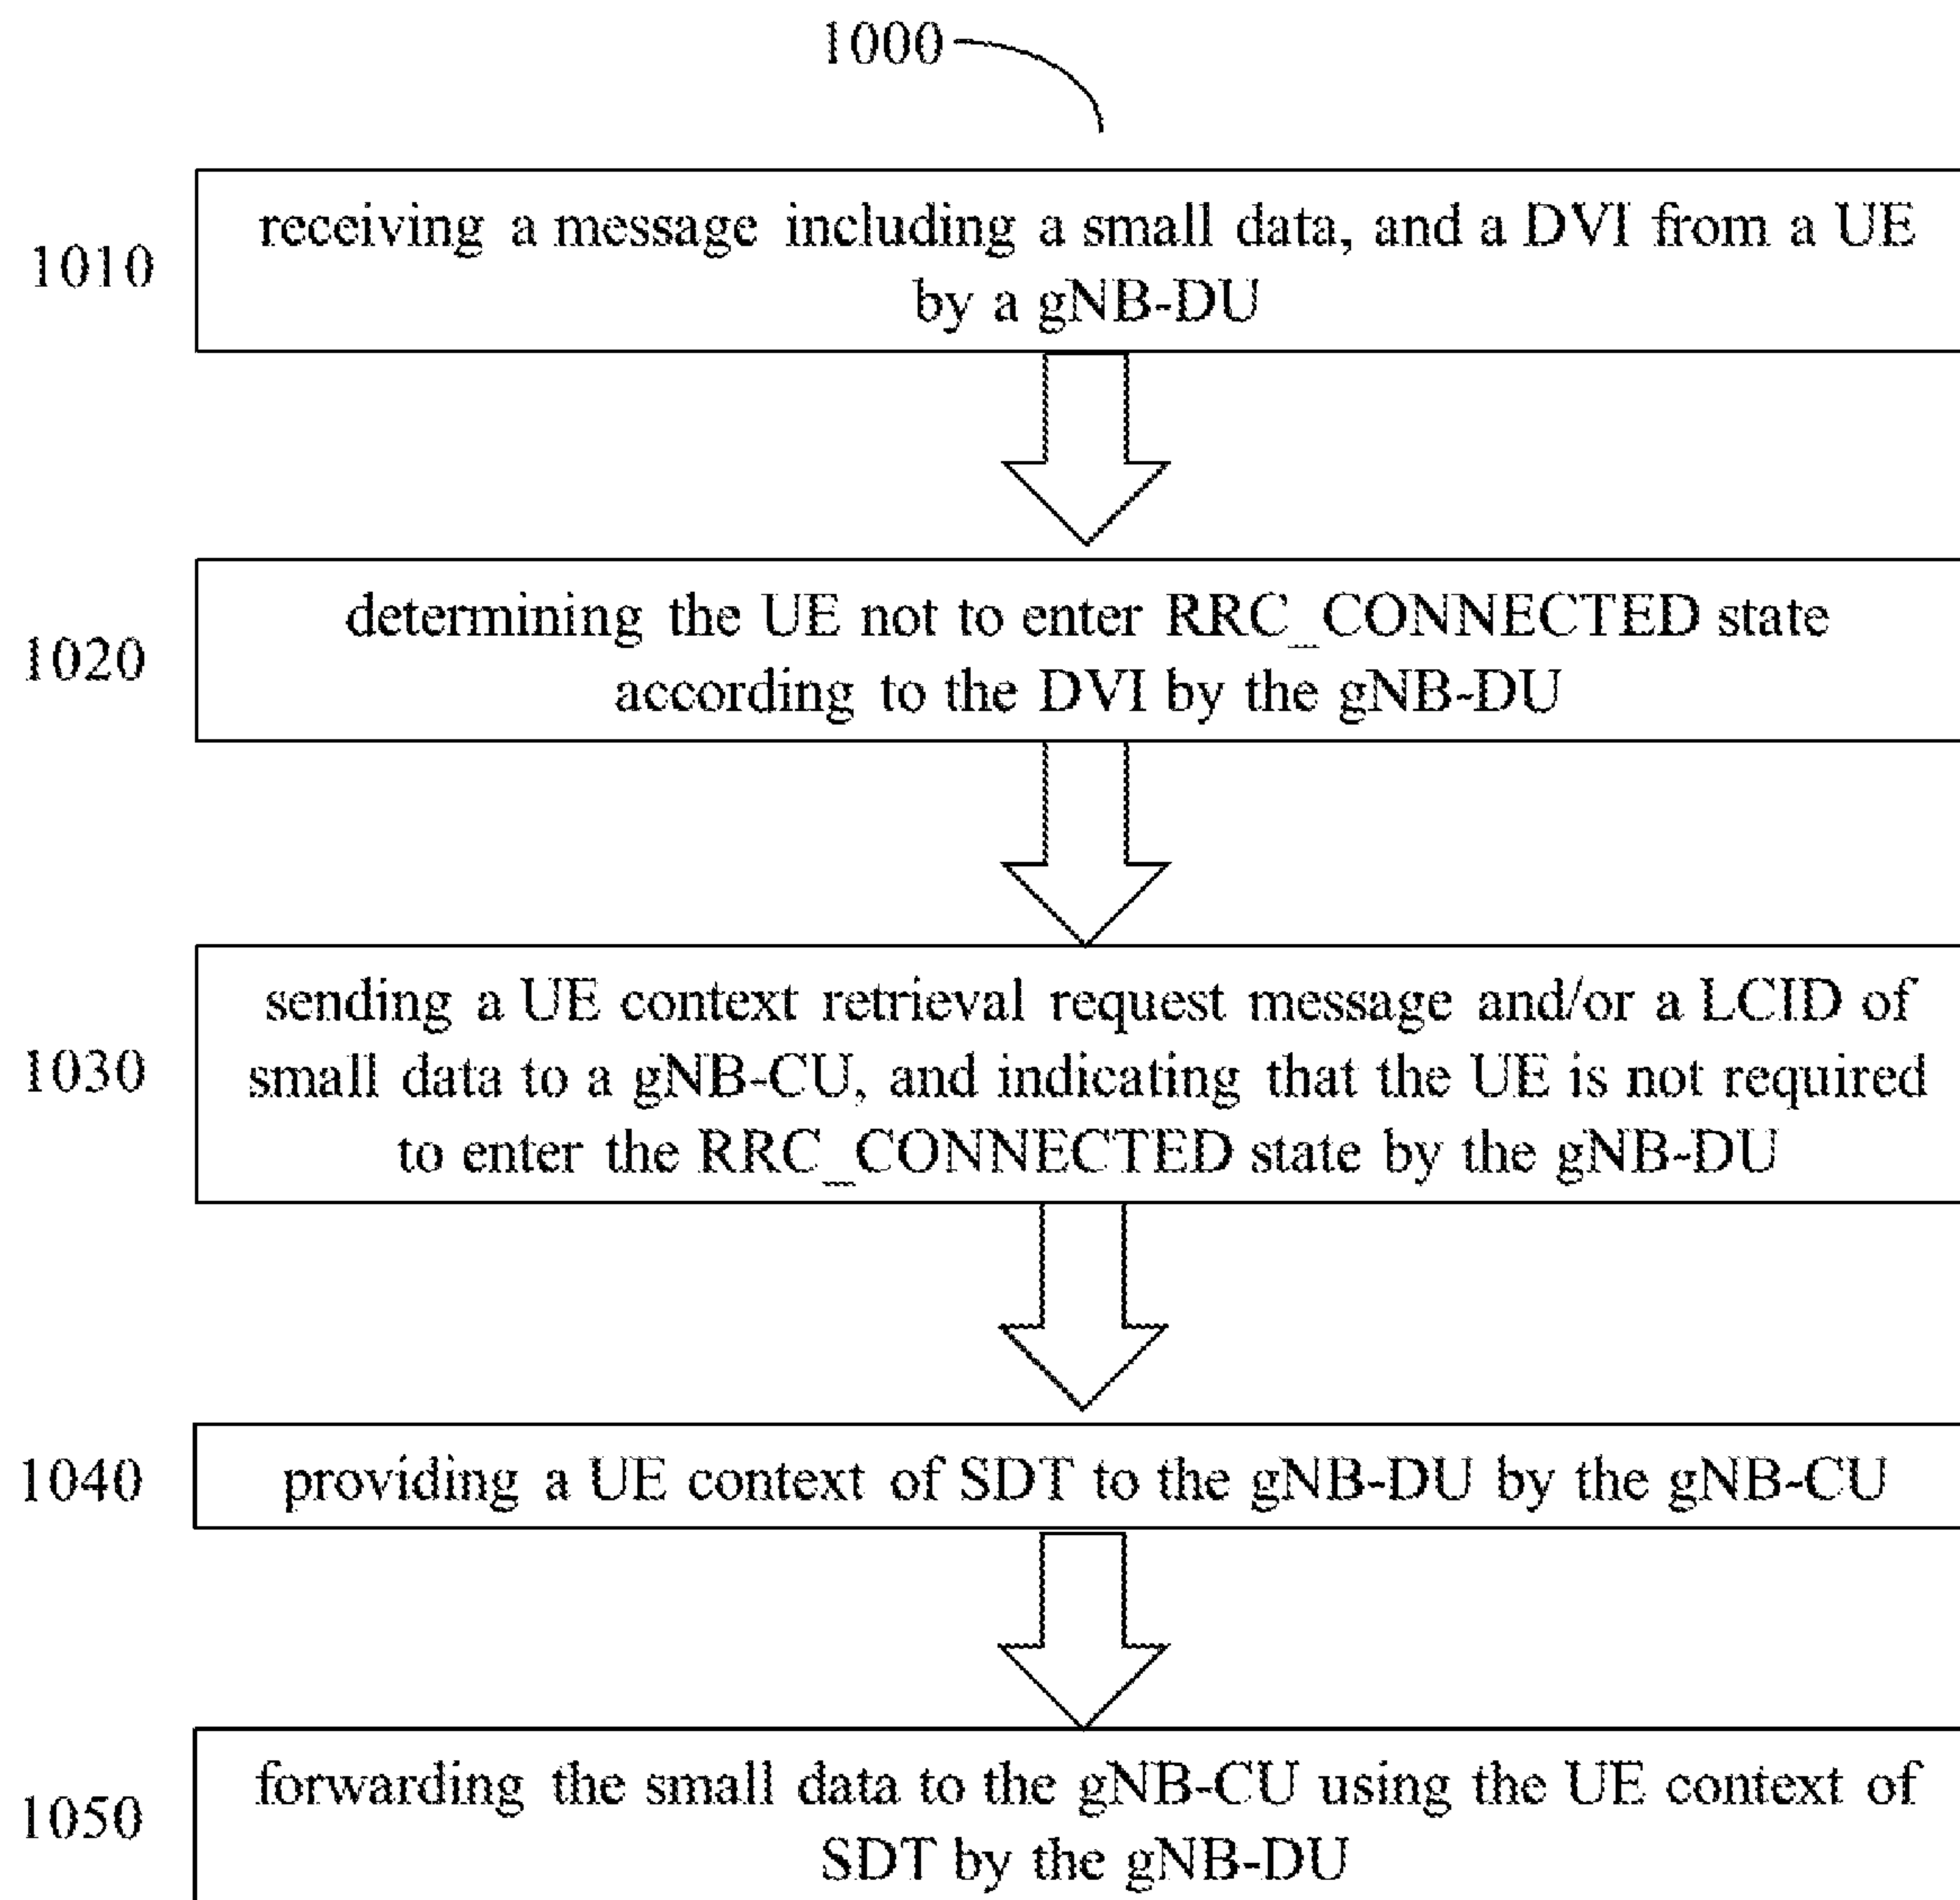 1000
1010
receiving a message including a small data, and a DVI from a UE
by a gNB-DU
1020
determining the UE not to enter RRC_CONNECTED state
according to the DVI by the gNB-DU
1030
sending a UE context retrieval request message and/or a LCID of
small data to a gNB-CU, and indicating that the UE is not required
to enter the RRC_CONNECTED state by the gNB-DU
1040
providing a UE context of SDT to the gNB-DU by the gNB-CU
1050
forwarding the small data to the gNB-CU using the UE context of
SDT by the gNB-DU